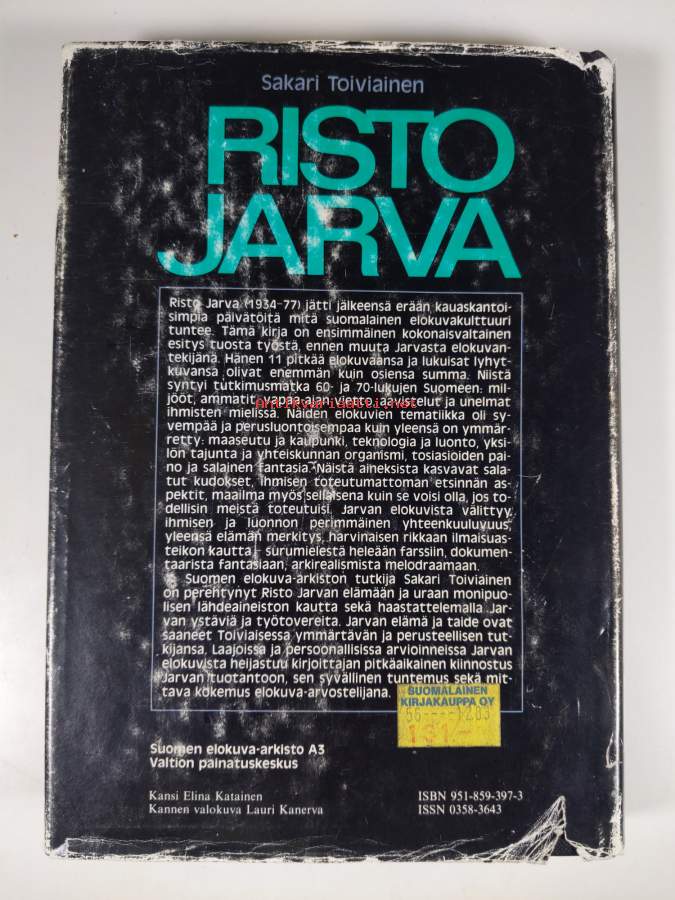 Sakari Toiviainen
RISTO
JARVA
Risto Jarva (1934-77) jätti jälkeensä erään kauaskantoi-
simpia päivätöitä mitä suomalainen elokuvakulttuuri
tuntee. Tämä kirja on ensimmäinen kokonaisvaltainen
esitys tuosta työstä, ennen muuta Jarvasta elokuvan-
tekijänä. Hänen 11 pitkää elokuvaansa ja lukuisat lyhyt-
kuvansa olivat enemmän kuin osiensa summa. Niistä
syntyi tutkimusmatka 60- ja 70-lukujen Suomeen: mil-
jööt, ammatit, vapaa-ajan vietto, aavistelut ja unelmat
ihmisten mielissä. Näiden elokuvien tematiikka oli sy-
vempää ja perusluontoisempaa kuin yleensä on ymmär-
retty: maaseutu ja kaupunki, teknologia ja luonto, yksi-
lön tajunta ja yhteiskunnan organismi, tosiasioiden pai-
no ja salainen fantasia. Näistä aineksista kasvavat sala-
tut kudokset, ihmisen toteutumattoman etsinnän as-
pektit, maailma myös sellaisena kuin se voisi olla, jos to-
dellisin meistä toteutuisi. Jarvan elokuvista välittyy
ihmisen ja luonnon perimmäinen yhteenkuuluvuus,
yleensä elämän merkitys, harvinaisen rikkaan ilmaisuas-
teikon kautta, surumielestä heleään farssiin, dokumen-
taarista fantasiaan, arkirealismista melodraamaan.
Suomen elokuva-arkiston tutkija Sakari Toiviainen
on perehtynyt Risto Jarvan elämään ja uraan monipuo-
lisen lähdeaineiston kautta sekä haastattelemalla Jar-
van ystäviä ja työtovereita. Jarvan elämä ja taide ovat
saaneet Toiviaisessa ymmärtävän ja perusteellisen tut-
kijansa. Laajoissa ja persoonallisissa arvioinneissa Jarvan
elokuvista heijastuu kirjoittajan pitkäaikainen kiinnostus
Jarvan tuotantoon, sen syvällinen tuntemus sekä mit-
tava kokemus elokuva-arvostelijana.
Antikvariaatti.net
SUOMALAINEN
KIRJAKAUPPA OY
66----1283
131,-
Suomen elokuva-arkisto A3
Valtion painatuskeskus
Kansi Elina Katainen
Kannen valokuva Lauri Kanerva
ISBN 951-859-397-3
ISSN 0358-3643